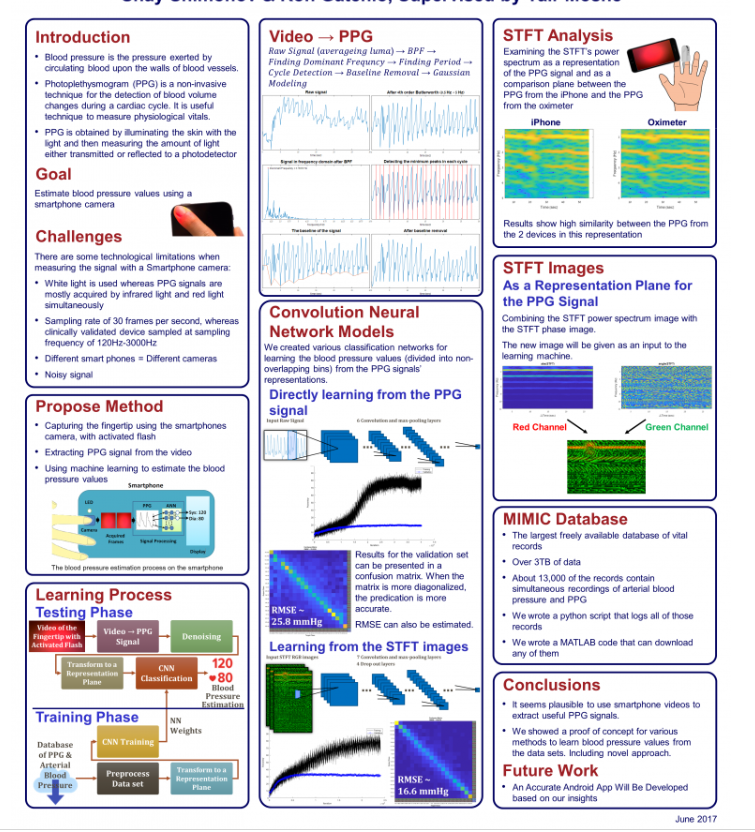 Introduction
• Blood pressure is the pressure exerted by
circulating blood upon the walls of blood vessels.
• Photoplethysmogram (PPG) is a non-invasive
technique for the detection of blood volume
changes during a cardiac cycle. It is useful
technique to measure physiological vitals.
• PPG is obtained by illuminating the skin with the
light and then measuring the amount of light
either transmitted or reflected to a photodetector
Goal
Estimate blood pressure values using a
smartphone camera
Challenges
There are some technological limitations when
measuring the signal with a Smartphone camera:
• White light is used whereas PPG signals are
mostly acquired by infrared light and red light
simultaneously
• Sampling rate of 30 frames per second, whereas
clinically validated device sampled at sampling
frequency of 120Hz-3000Hz
• Different smart phones = Different cameras
• Noisy signal
Propose Method
• Capturing the fingertip using the smartphones
camera, with activated flash
• Extracting PPG signal from the video
• Using machine learning to estimate the blood
pressure values
Smartphone
LED
Camera
Acquired
Frames
PPG
Signal Processing
Sys: 120
Dia: 80
Display
The blood pressure estimation process on the smartphone
Learning Process
Testing Phase
Video of the
Fingertip with
Activated Flash
Video → PPG
Signal
Denoising
Transform to a
Representation
Plane
CNN
Classification
120
♥80
Blood
Pressure
Estimation
Training Phase
NN
Weights
Database
of PPG &
Arterial
Blood
Pressure
CNN Training
Preprocess
Data set
Transform to a
Representation
Plane
Video → PPG
Raw Signal (averageing luma) → BPF →
Finding Dominant Frequncy → Finding Period →
Cycle Detection → Baseline Removal → Gaussian
Modeling
Raw signal
Signal in frequency domain after BPF
Detecting the minimum peaks in each cycle
The baseline of the signal
After baseline removal
Convolution Neural
Network Models
We created various classification networks for
learning the blood pressure values (divided into non-
overlapping bins) from the PPG signals'
representations.
Directly learning from the PPG
signal
Input Raw Signal
6 Convolution and max-pooling layers
RMSE ~
25.8 mmHg
Results for the validation set
can be presented in a
confusion matrix. When the
matrix is more diagonalized,
the predication is more
accurate.
RMSE can also be estimated.
Learning from the STFT images
Input STFT RGB images
7 Convolution and max-pooling layers
4 Drop out layers
RMSE ~
16.6 mmHg
STFT Analysis
Examining the STFT's power
spectrum as a representation
of the PPG signal and as a
comparison plane between the
PPG from the iPhone and the PPG
from the oximeter
iPhone
Oximeter
Results show high similarity between the PPG from
the 2 devices in this representation
STFT Images
As a Representation Plane for
the PPG Signal
Combining the STFT power spectrum image with
the STFT phase image.
The new image will be given as an input to the
learning machine.
Red Channel
Green Channel
MIMIC Database
• The largest freely available database of vital
records
• Over 3TB of data
• About 13,000 of the records contain
simultaneous recordings of arterial blood
pressure and PPG
• We wrote a python script that logs all of those
records
• We wrote a MATLAB code that can download
any of them
Conclusions
• It seems plausible to use smartphone videos to
extract useful PPG signals.
• We showed a proof of concept for various
methods to learn blood pressure values from
the data sets. Including novel approach.
Future Work
• An Accurate Android App Will Be Developed
based on our insights
June 2017